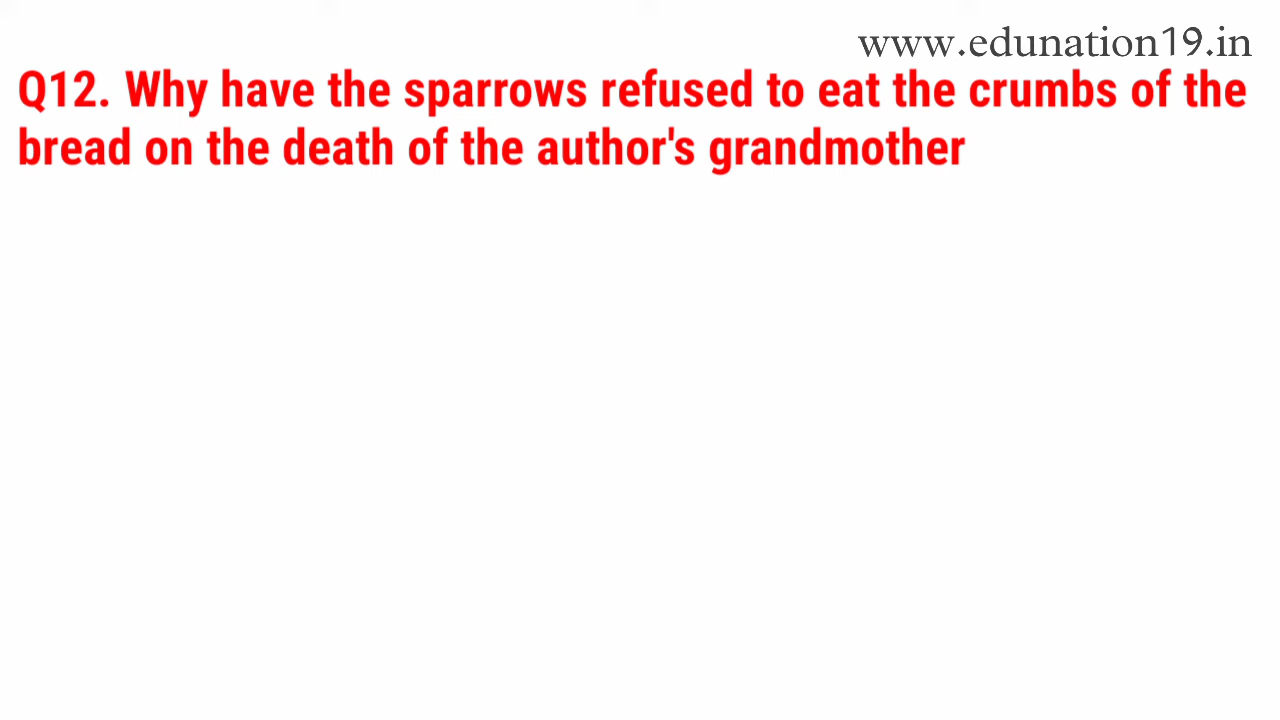 www.edunation19.in
Q12. Why have the sparrows refused to eat the crumbs of the
bread on the death of the author's grandmother